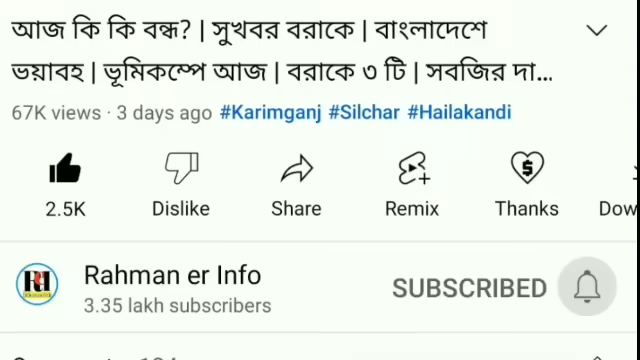 আজ কি কি বন্ধ? | সুখবর বরাকে | বাংলাদেশে
ভয়াবহ | ভূমিকম্পে আজ | বরাকে ৩ টি | সবজির দা...
67K views · 3 days ago #Karimganj #Silchar #Hailakandi
2.5K Dislike Share Remix Thanks Dow
Rahman er Info
SUBSCRIBED
3.35 lakh subscribers